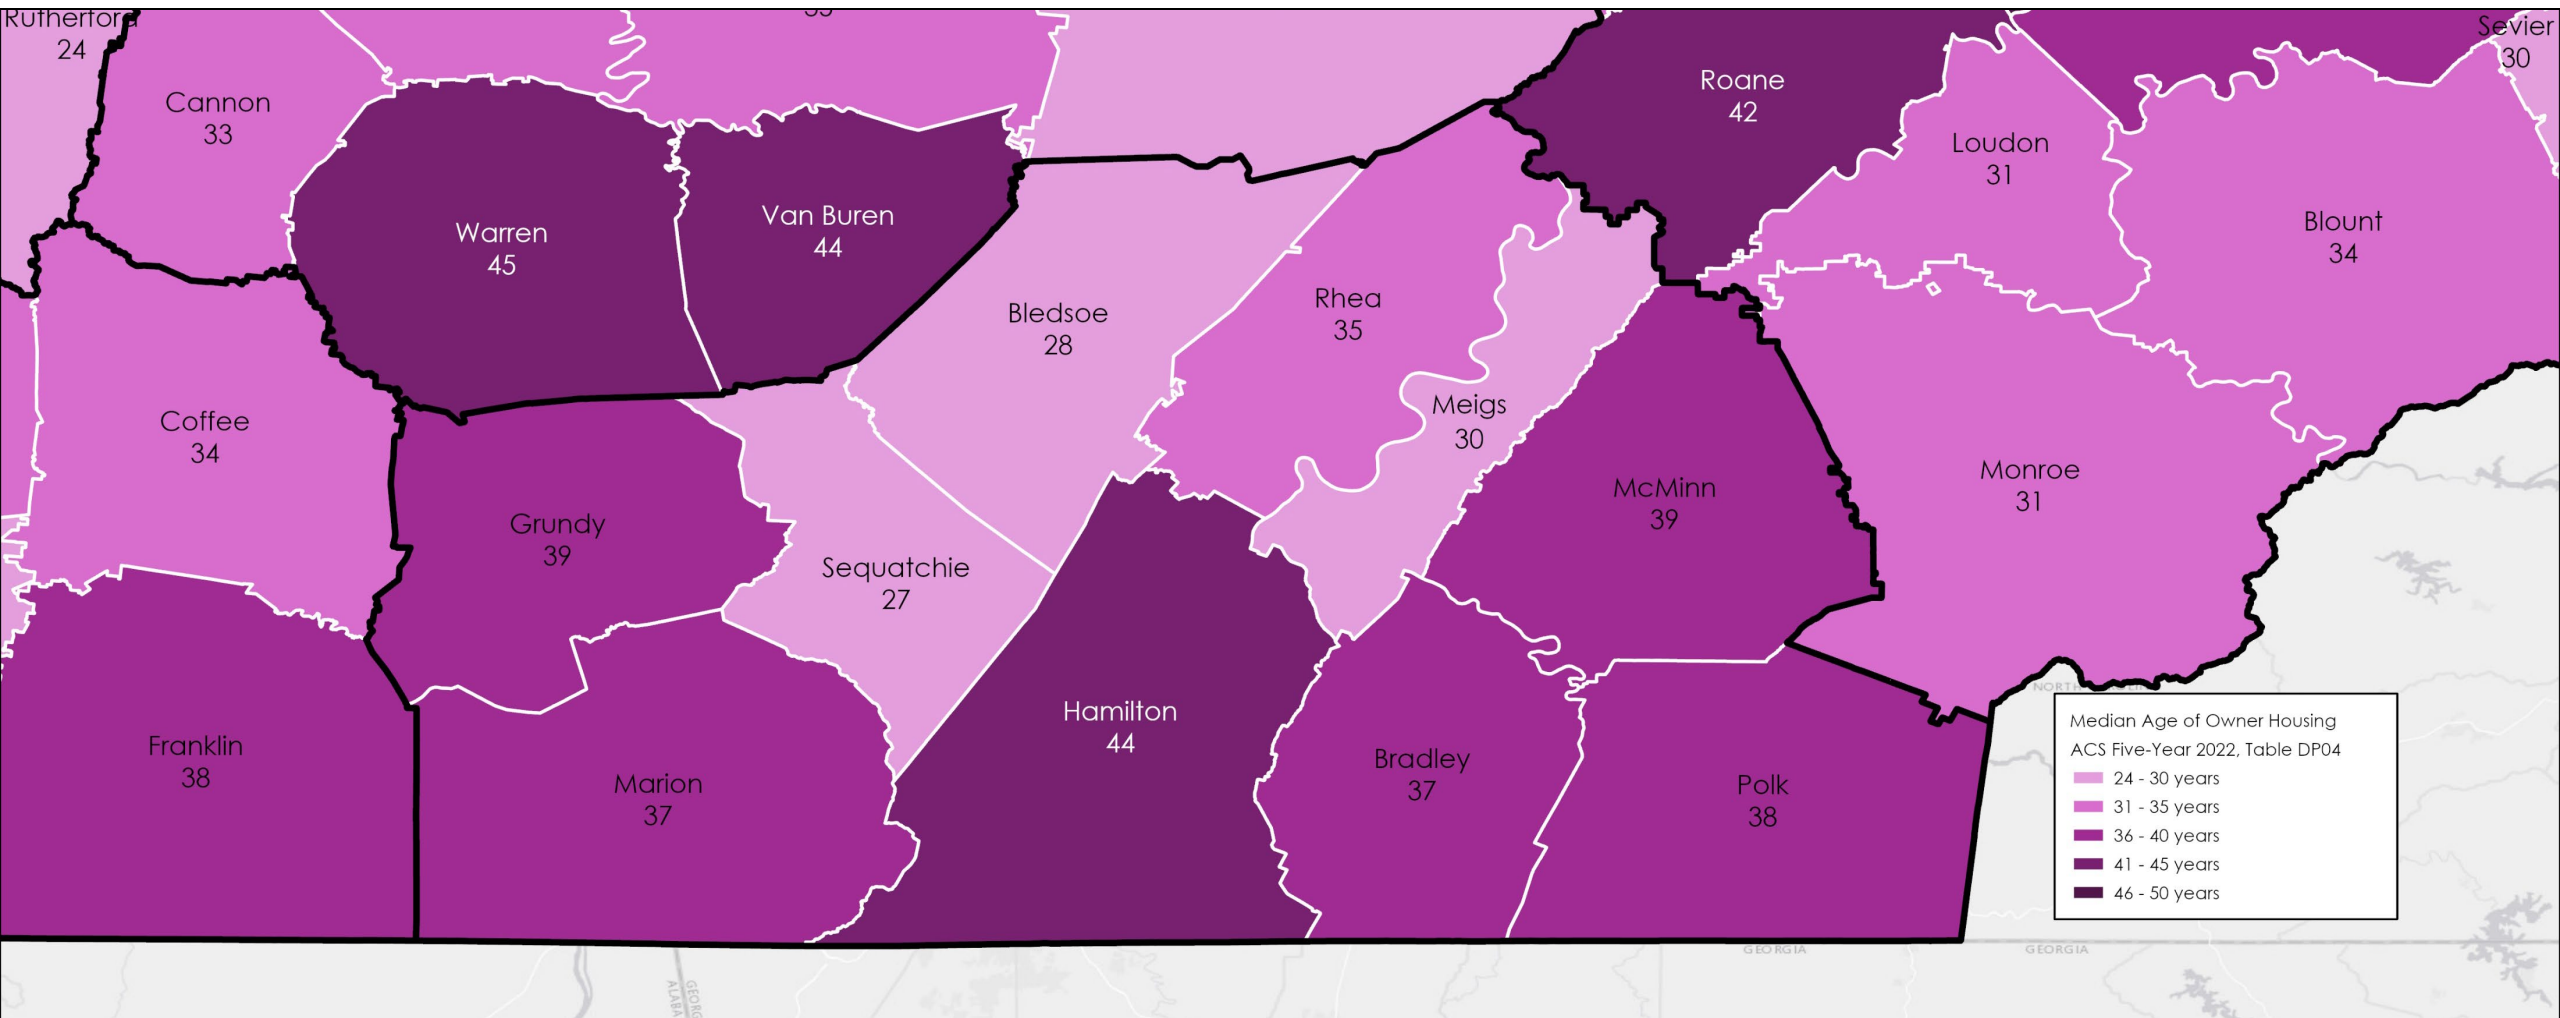 Rutherford
24
Sevier
30
Cannon
33
Roane
42
Loudon
31
Warren
45
Van Buren
44
Blount
34
Bledsoe
28
Rhea
35
Coffee
34
Meigs
30
Monroe
31
McMinn
39
Grundy
39
Sequatchie
27
Hamilton
44
Franklin
38
Marion
37
Bradley
37
Polk
38
Median Age of Owner Housing
ACS Five-Year 2022, Table DP04
24 - 30 years
31 - 35 years
36 - 40 years
41 - 45 years
46 - 50 years
GEORGIA
GEORGIA